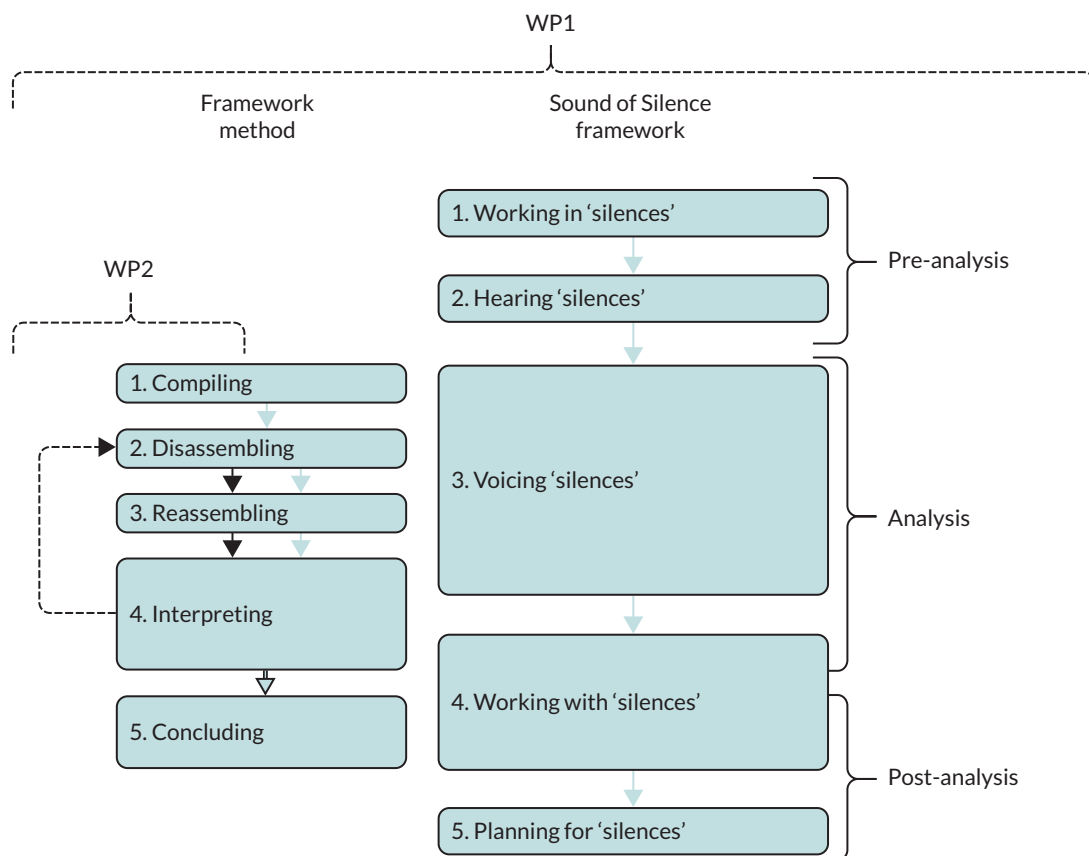 WP1
Framework
method
Sound of Silence
framework
1. Working in ‘silences’
2. Hearing ‘silences’
Pre-analysis
WP2
1. Compiling
2. Disassembling
3. Reassembling
4. Interpreting
5. Concluding
3. Voicing ‘silences’
Analysis
4. Working with ‘silences’
5. Planning for ‘silences’
Post-analysis